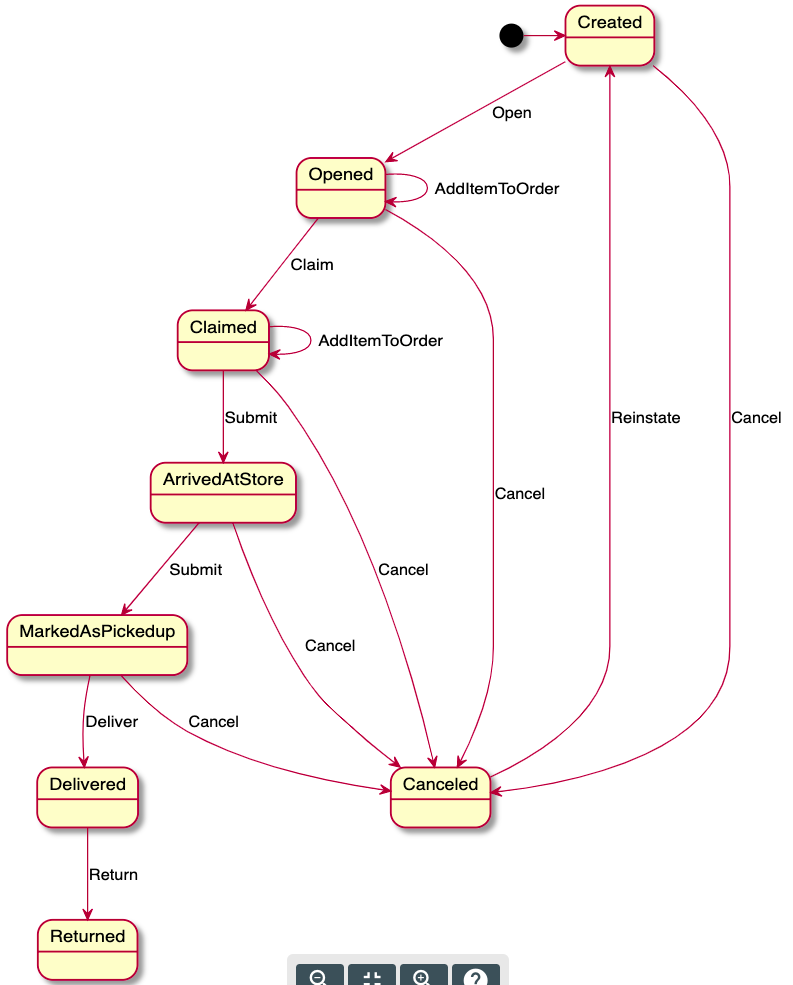 Created
Open
Opened
AddItemToOrder
Claim
Claimed
AddItemToOrder
Submit
Reinstate
Cancel
ArrivedAtStore
Cancel
Submit
Cancel
MarkedAsPickedup
Cancel
Deliver
Cancel
Delivered
Canceled
Return
Returned
?